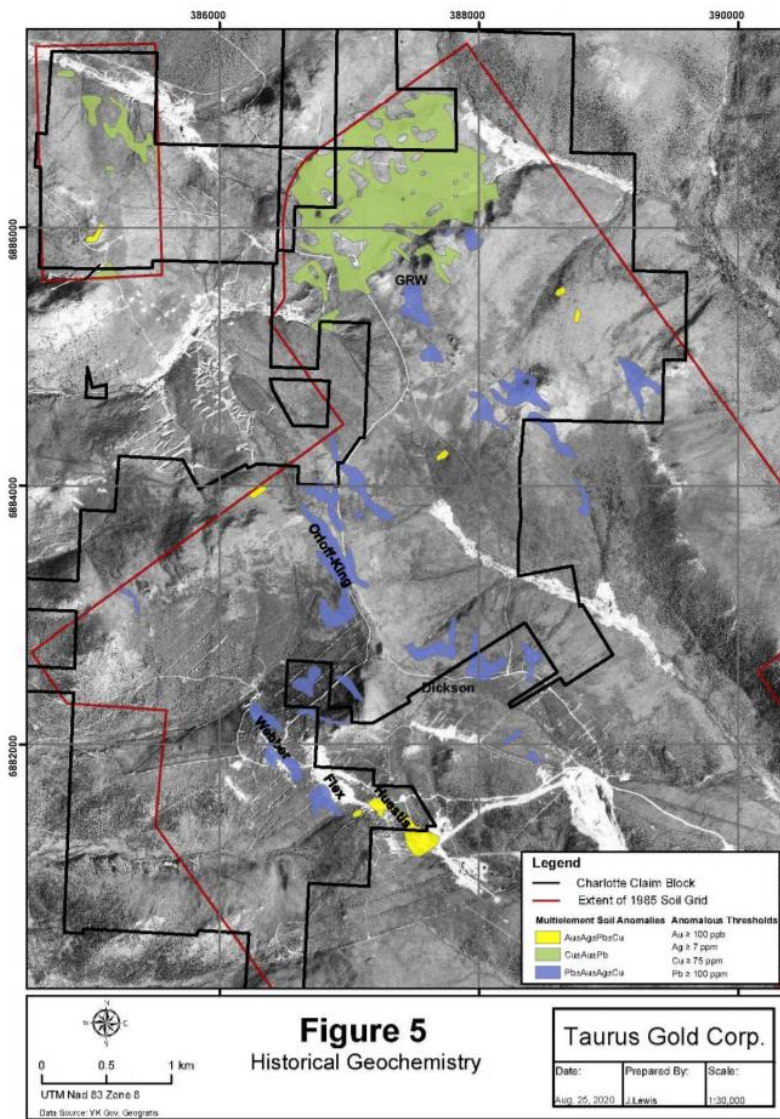 386000
388000
390000
6886000
GRW
6884000
Orloff-King
Dickson
6882000
Webber
Flex
Huestis
Legend
Charlotte Claim Block
Extent of 1985 Soil Grid
Multielement Soil Anomalies
Anomalous Thresholds
Au±Ag±Pb±Cu
Cu±Au±Pb
Pb±Au±Ag±Cu
Au ≥ 100 ppb
Ag ≥ 7 ppm
Cu ≥ 75 ppm
Pb ≥ 100 ppm
N
W
E
S
0 0.5 1 km
UTM Nad 83 Zone 8
Data Source: YK Gov, Geogratis
Figure 5
Historical Geochemistry
Taurus Gold Corp.
Date: Prepared By: Scale:
Aug. 25, 2020 J.Lewis 1:30,000